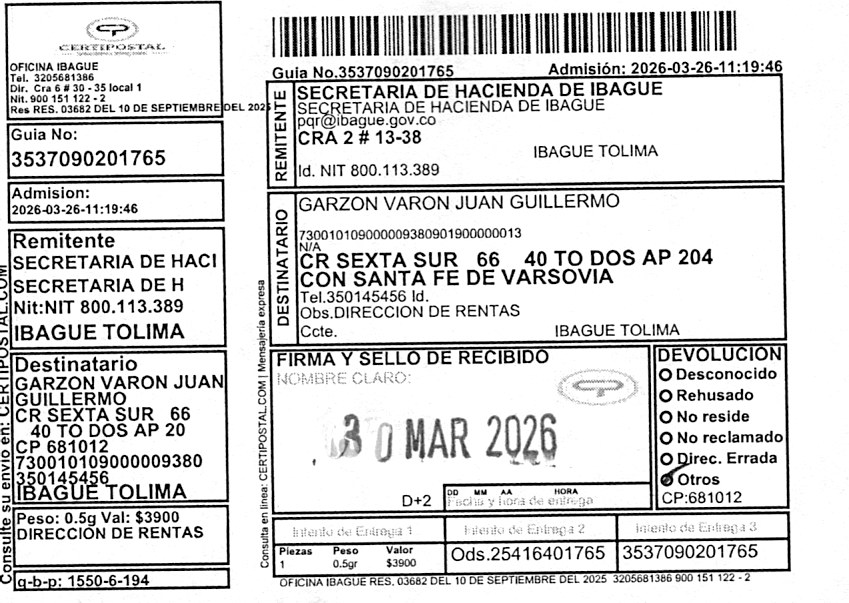 CERTIPOSTAL
OFICINA IBAGUE
Tel. 3205681386
Dir. Cra 6 # 30 - 35 local 1
Nit. 900 151 122 - 2
Res RES. 03682 DEL 10 DE SEPTIEMBRE DEL 2025
Guia No:
3537090201765
Admision:
2026-03-26-11:19:46
Remitente
SECRETARIA DE HACI
SECRETARIA DE H
Nit:NIT 800.113.389
IBAGUE TOLIMA
Destinatario
GARZON VARON JUAN
GUILLERMO
CR SEXTA SUR 66
40 TO DOS AP 20
CP 681012
730010109000009380
350145456
IBAGUE TOLIMA
Peso: 0.5g Val: $3900
DIRECCIÓN DE RENTAS
q-b-p: 1550-6-194
Consulte su envio en: CERTIPOSTAL.COM
Guia No.3537090201765 Admisión: 2026-03-26-11:19:46
REMITENTE
SECRETARIA DE HACIENDA DE IBAGUE
SECRETARIA DE HACIENDA DE IBAGUE
pqr@ibague.gov.co
CRA 2 # 13-38
IBAGUE TOLIMA
Id. NIT 800.113.389
DESTINATARIO
GARZON VARON JUAN GUILLERMO
730010109000009380901900000013
N/A
CR SEXTA SUR 66 40 TO DOS AP 204
CON SANTA FE DE VARSOVIA
Tel.350145456 Id.
Obs.DIRECCION DE RENTAS
Ccte. IBAGUE TOLIMA
Consulta en linea: CERTIPOSTAL.COM | Mensajería expresa
FIRMA Y SELLO DE RECIBIDO
NOMBRE CLARO:
30 MAR 2026
D+2
DD MM AA HORA
Fecha y hora de entrega
DEVOLUCION
Desconocido
Rehusado
No reside
No reclamado
Direc. Errada
Otros
CP:681012
Intento de Entrega 1 Intento de Entrega 2 Intento de Entrega 3
Piezas Peso Valor
1 0.5gr $3900
Ods.25416401765 3537090201765
OFICINA IBAGUE RES. 03682 DEL 10 DE SEPTIEMBRE DEL 2025 3205681386 900 151 122 - 2